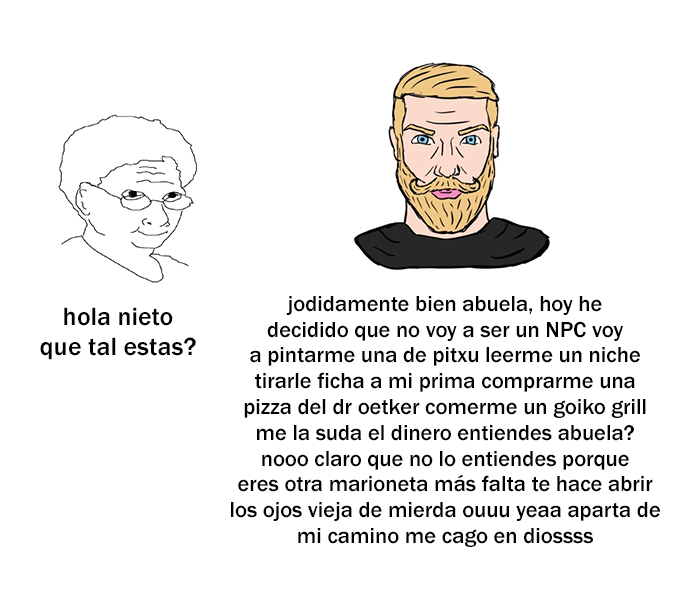 hola nieto
que tal estas?
jodidamente bien abuela, hoy he
decidido que no voy a ser un NPC voy
a pintarme una de pitxu leerme un niche
tirarle ficha a mi prima comprarme una
pizza del dr oetker comerme un goiko grill
me la suda el dinero entiendes abuela?
nooo claro que no lo entiendes porque
eres otra marioneta más falta te hace abrir
los ojos vieja de mierda ouuu yeaa aparta de
mi camino me cago en diossss